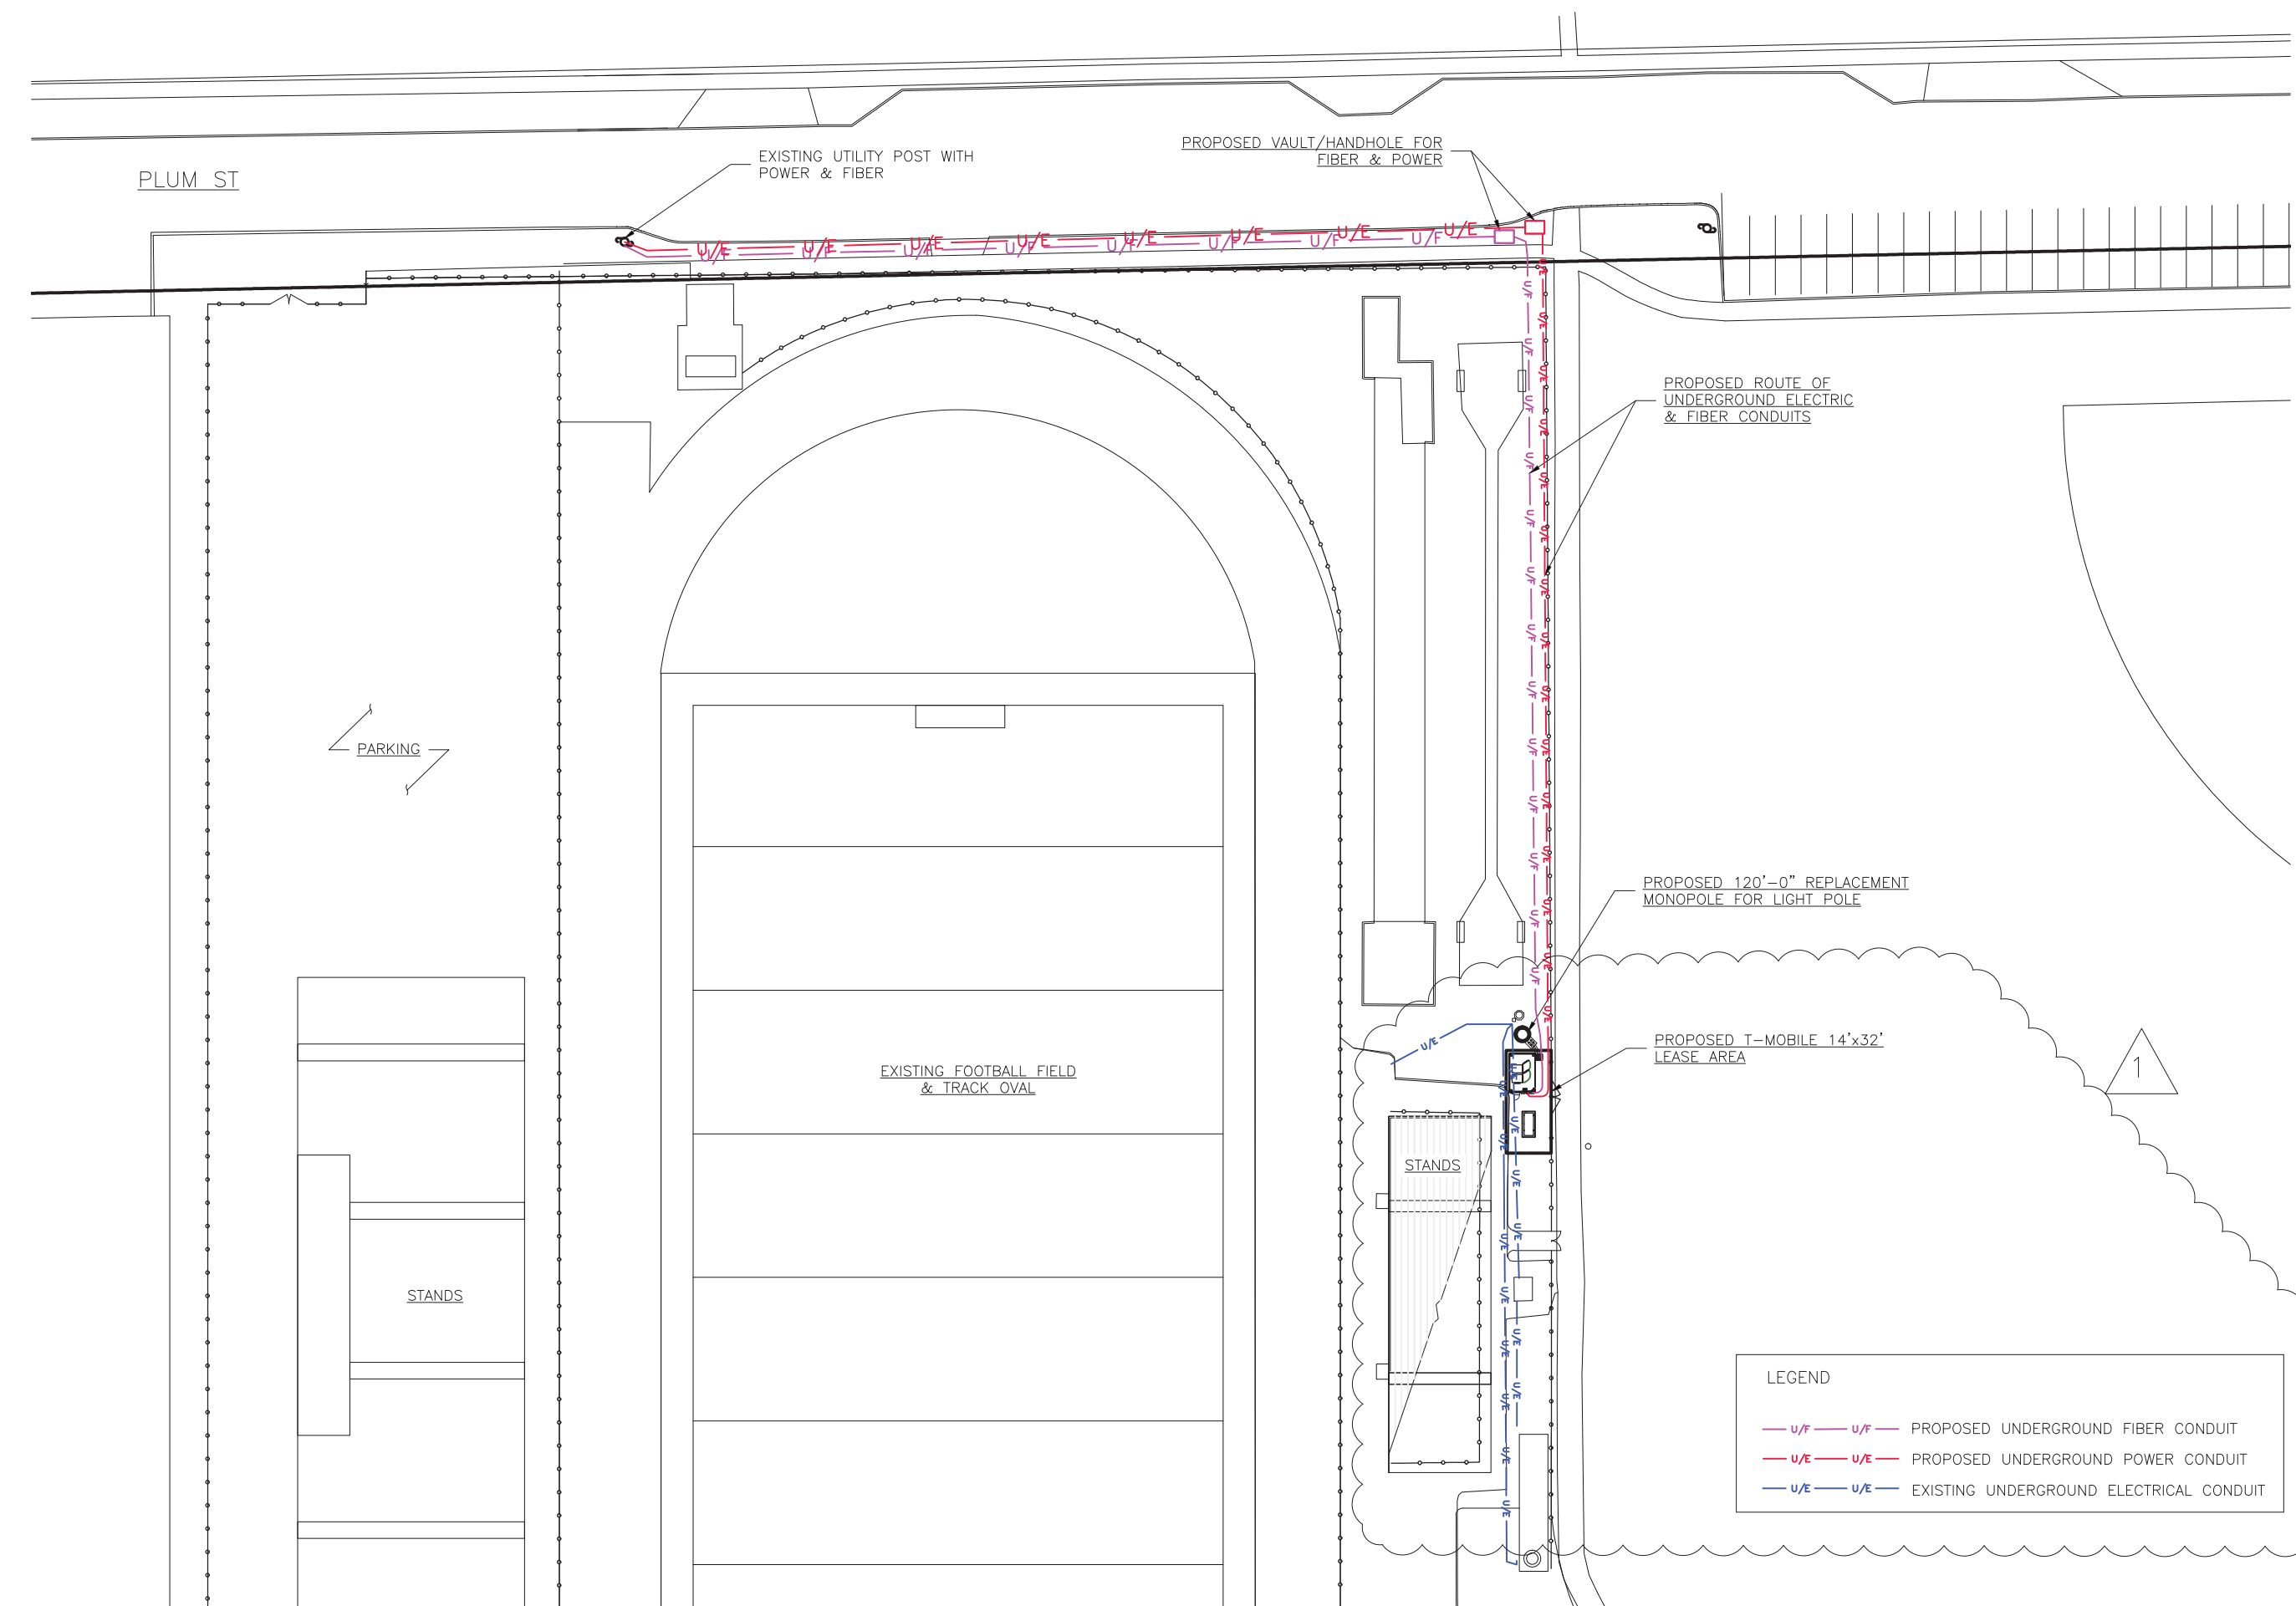 PLUM ST
EXISTING UTILITY POST WITH
POWER & FIBER
PROPOSED VAULT/HANDHOLE FOR
FIBER & POWER
U/E U/E U/E U/E U/E U/E U/E U/E
U/F U/F U/F U/F U/F U/F U/F U/F
PROPOSED ROUTE OF
UNDERGROUND ELECTRIC
& FIBER CONDUITS
U/F U/F U/F U/F U/F U/F U/F U/F U/F U/F U/F U/F U/F
U/E U/E U/E U/E U/E U/E U/E U/E U/E U/E U/E U/E U/E U/E U/E
PARKING
PROPOSED 120'-0" REPLACEMENT
MONOPOLE FOR LIGHT POLE
PROPOSED T-MOBILE 14'x32'
LEASE AREA
1
EXISTING FOOTBALL FIELD
& TRACK OVAL
U/E
U/E U/E U/E U/E U/E U/E U/E U/E
U/E U/E U/E U/E U/E U/E
STANDS
STANDS
LEGEND
U/F U/F PROPOSED UNDERGROUND FIBER CONDUIT
U/E U/E PROPOSED UNDERGROUND POWER CONDUIT
U/E U/E EXISTING UNDERGROUND ELECTRICAL CONDUIT